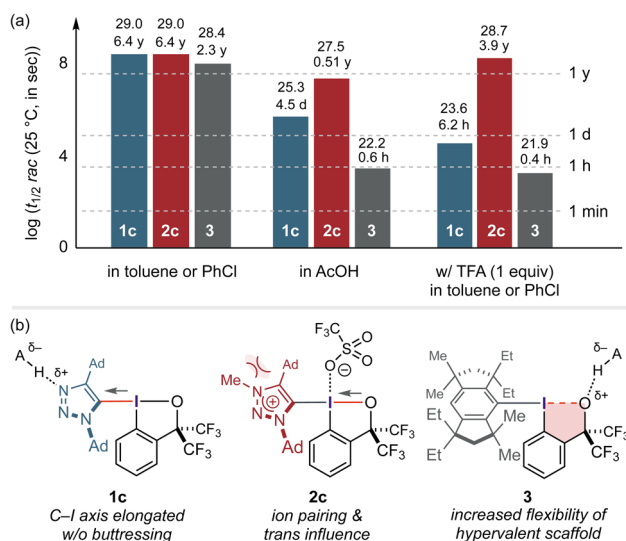 (a)
log (t1/2 rac (25 °C, in sec))
8
4
0
29.0
6.4 y
29.0
6.4 y
28.4
2.3 y
25.3
4.5 d
27.5
0.51 y
22.2
0.6 h
23.6
6.2 h
28.7
3.9 y
21.9
0.4 h
1 y
1 d
1 h
1 min
1c 2c 3
1c 2c 3
1c 2c 3
in toluene or PhCl
in AcOH
w/ TFA (1 equiv)
in toluene or PhCl
(b)
A
δ–
H
δ+
N
N
N
Ad
Ad
I
O
CF3
CF3
1c
C–I axis elongated
w/o buttressing
F3C
O
S
O
O
⊖
Me
Ad
N
N
N
⊕
Ad
I
O
CF3
CF3
2c
ion pairing &
trans influence
Me
Me
Et
Et
A
δ–
H
δ+
I
O
Et
Et
Me
Me
CF3
CF3
3
increased flexibility of
hypervalent scaffold